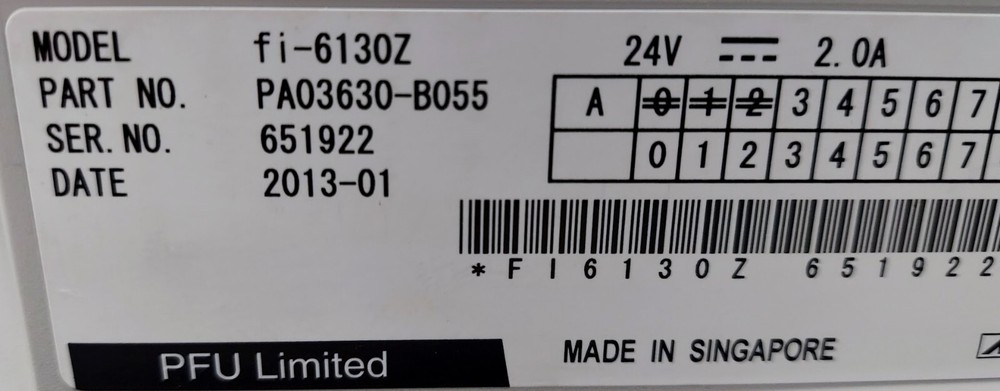 MODEL fi-6130Z 24V 2.0A
PART NO. PA03630-B055
SER. NO. 651922
DATE 2013-01
A 0 1 2 3 4 5 6 7
0 1 2 3 4 5 6 7
*FI6130Z 651922
PFU Limited MADE IN SINGAPORE